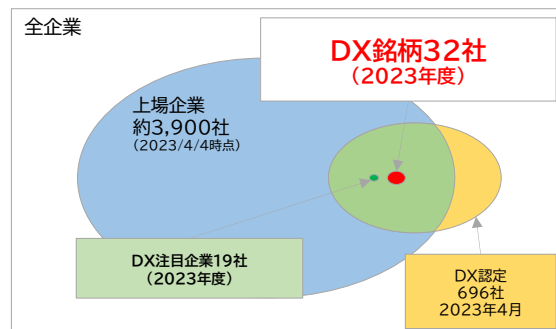 全企業
DX銘柄32社
（2023年度）
上場企業
約3,900社
（2023/4/4時点）
DX注目企業19社
（2023年度）
DX認定
696社
2023年4月